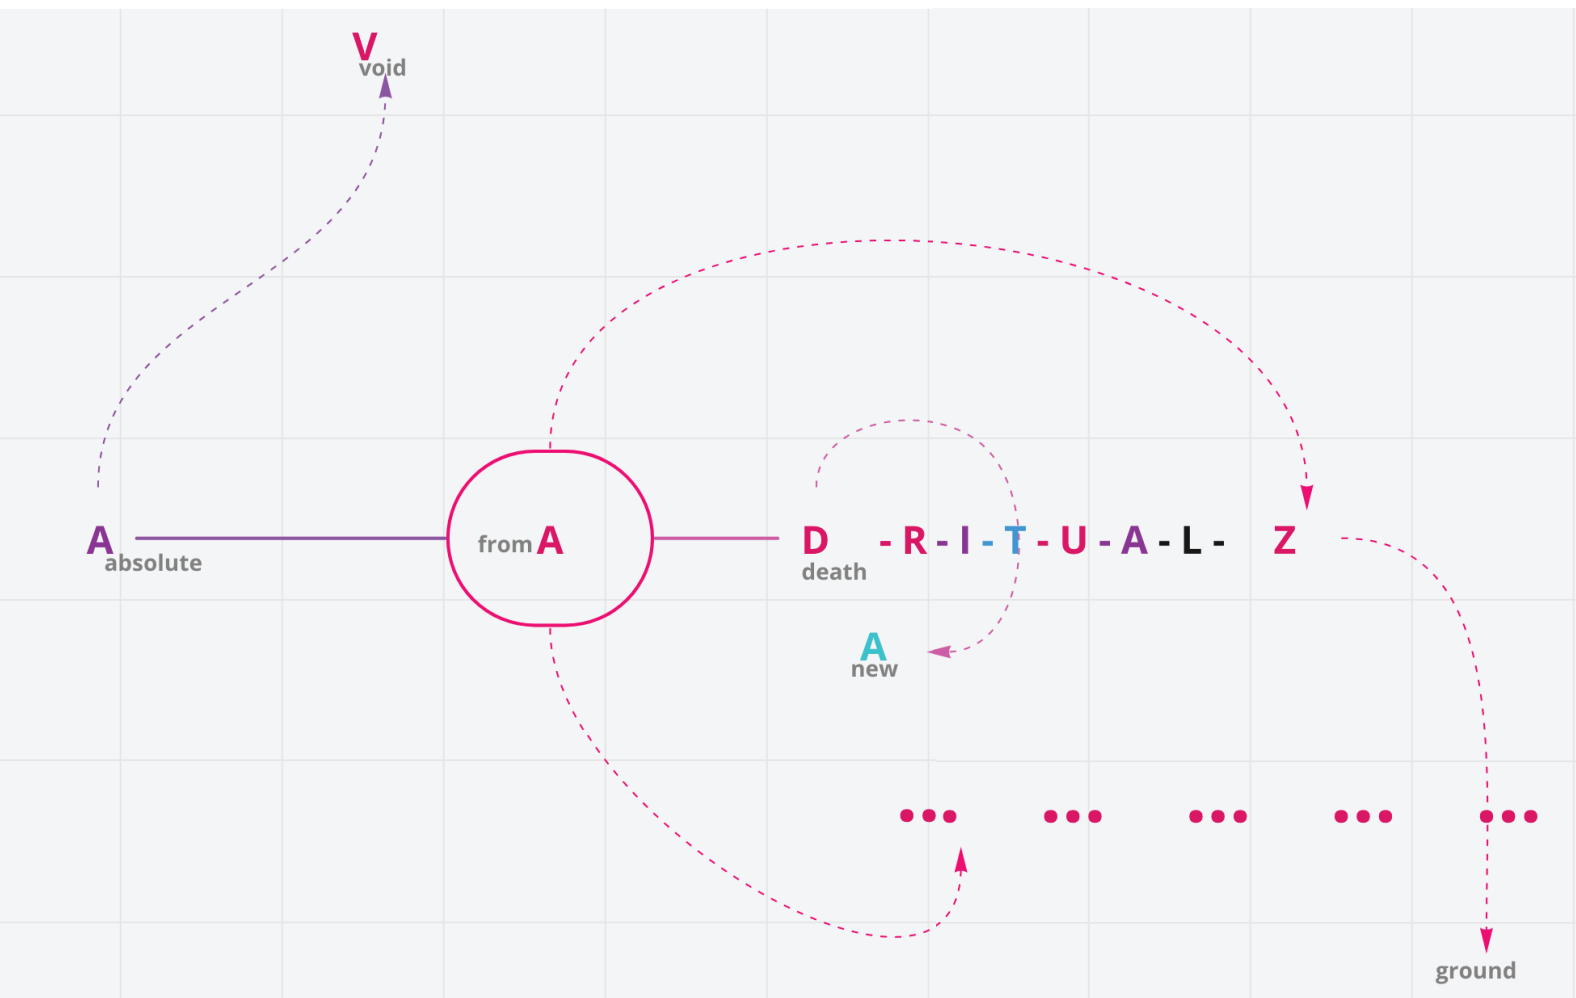 V
void
A
absolute
from A
D
death
-R-I-T-U-A-L-
Z
A
new
ground